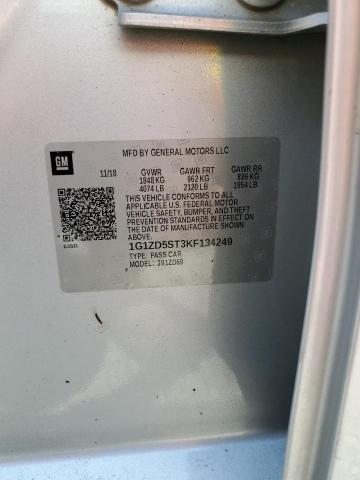 MFD BY GENERAL MOTORS LLC
GM
11/18 GVWR GAWR FRT GAWR RR
1848 KG 962 KG 886 KG
4074 LB 2120 LB 1954 LB
THIS VEHICLE CONFORMS TO ALL
APPLICABLE U.S. FEDERAL MOTOR
VEHICLE SAFETY, BUMPER, AND THEFT
PREVENTION STANDARDS IN EFFECT ON
THE DATE OF MANUFACTURE SHOWN
ABOVE.
1G1ZD5ST3KF134249
TYPE: PASS CAR
MODEL: